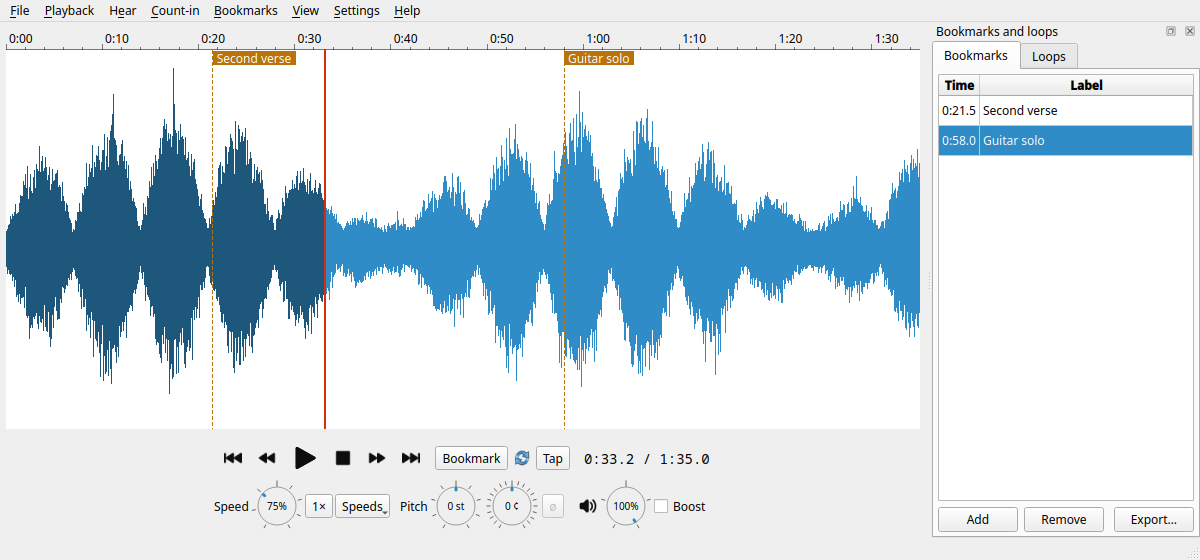 File Playback Hear Count-in Bookmarks View Settings Help
0:00 0:10 0:20 0:30 0:40 0:50 1:00 1:10 1:20 1:30
Second verse Guitar solo
Bookmark Tap 0:33.2 / 1:35.0
Speed 75% 1× Speeds Pitch 0 st 0 ¢ ø 100% Boost
Bookmarks and loops
Bookmarks Loops
Time Label
0:21.5 Second verse
0:58.0 Guitar solo
Add Remove Export...